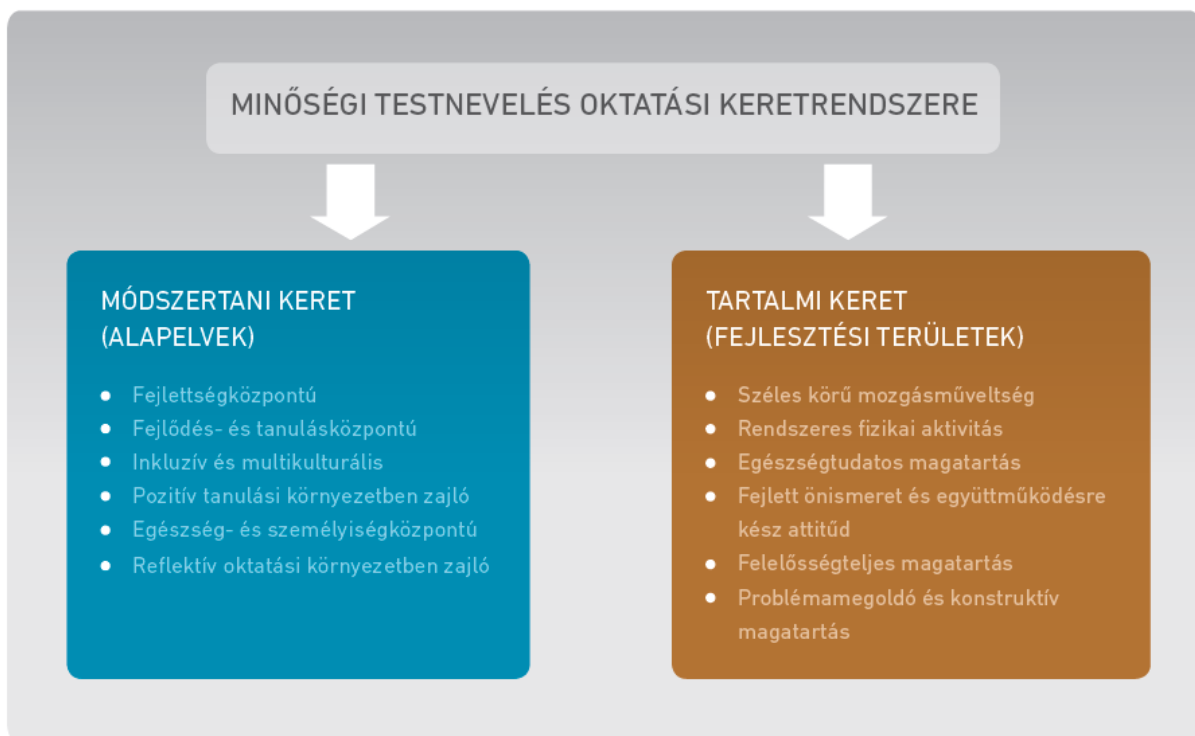 MINŐSÉGI TESTNEVELÉS OKTATÁSI KERETRENDSZERE
MÓDSZERTANI KERET
(ALAPELVEK)
• Fejlettségközpontú
• Fejlődés- és tanulásközpontú
• Inkluzív és multikulturális
• Pozitív tanulási környezetben zajló
• Egészség- és személyiségközpontú
• Reflektív oktatási környezetben zajló
TARTALMI KERET
(FEJLESZTÉSI TERÜLETEK)
• Széles körű mozgásműveltség
• Rendszeres fizikai aktivitás
• Egészségtudatos magatartás
• Fejlett önismeret és együttműködésre
kész attitűd
• Felelősségteljes magatartás
• Problémamegoldó és konstruktív
magatartás